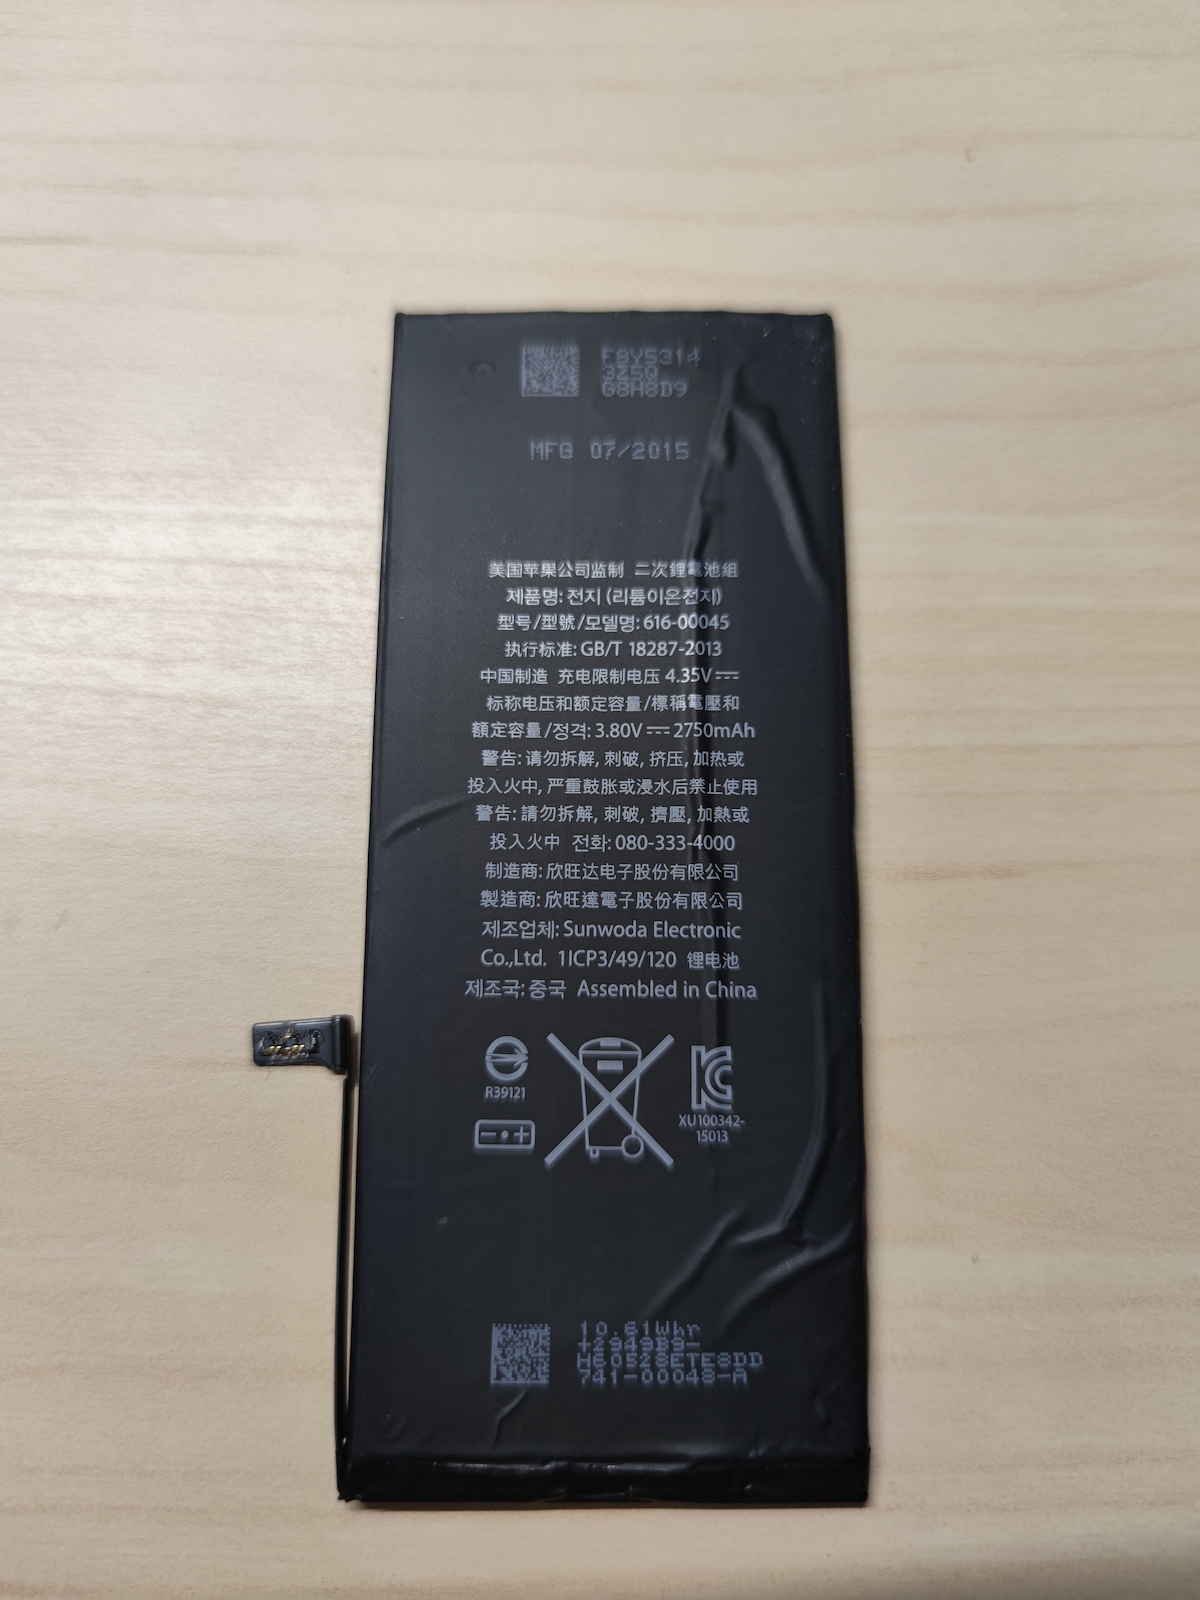 F8Y5314
3Z5Q
G8H8D9
MFG 07/2015
美国苹果公司监制 二次鋰電池組
제품명: 전지 (리튬이온전지)
型号/型號/모델명: 616-00045
执行标准: GB/T 18287-2013
中国制造 充电限制电压 4.35V⎓
标称电压和额定容量/標稱電壓和
額定容量/정격: 3.80V⎓2750mAh
警告: 请勿拆解, 刺破, 挤压, 加热或
投入火中, 严重鼓胀或浸水后禁止使用
警告: 請勿拆解, 刺破, 擠壓, 加熱或
投入火中 전화: 080-333-4000
制造商: 欣旺达电子股份有限公司
製造商: 欣旺達電子股份有限公司
제조업체: Sunwoda Electronic
Co.,Ltd. 1ICP3/49/120 锂电池
제조국: 중국 Assembled in China
R39121
XU100342-
15013
10.61Whr
+2949B9-
H60528ETE8DD
741-00048-A